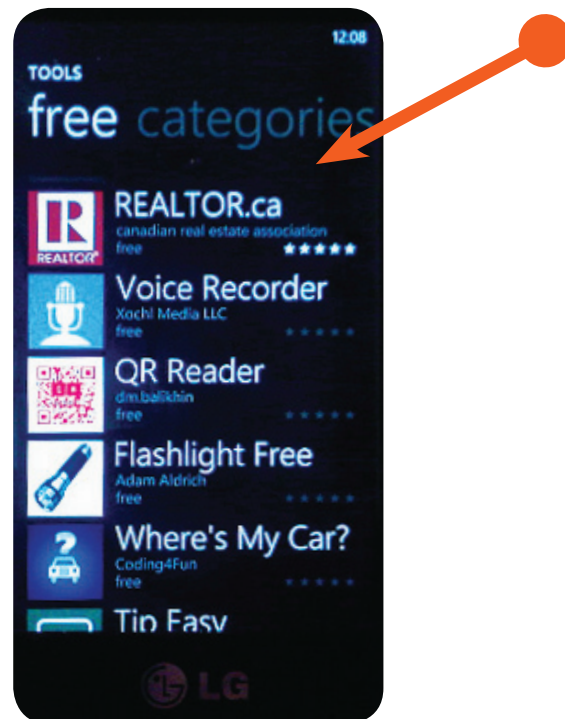 12:08
TOOLS
free categories
REALTOR.ca
canadian real estate association
free
R
REALTOR®
Voice Recorder
Xochl Media LLC
free
QR Reader
dm.balikhin
free
Flashlight Free
Adam Aldrich
free
Where's My Car?
Coding4Fun
free
?
Tip Easy
LG